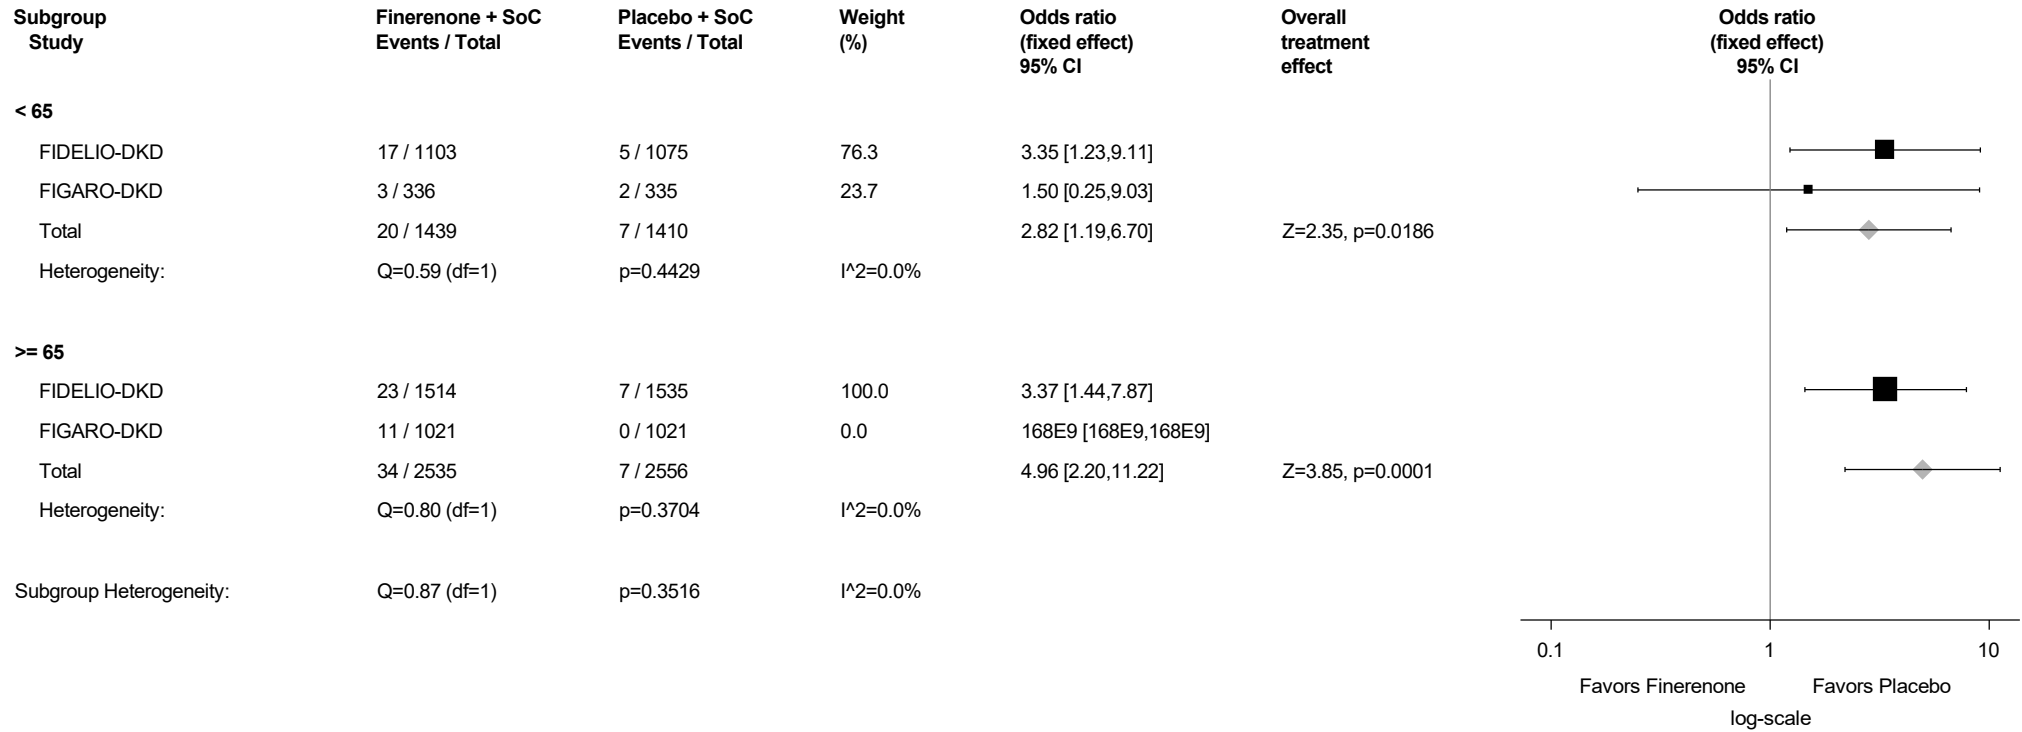 Subgroup Finerenone + SoC Placebo + SoC Weight Odds ratio Overall Odds ratio
Study Events / Total Events / Total (%) (fixed effect) treatment (fixed effect)
95% CI effect 95% CI
< 65
FIDELIO-DKD 17 / 1103 5 / 1075 76.3 3.35 [1.23,9.11]
FIGARO-DKD 3 / 336 2 / 335 23.7 1.50 [0.25,9.03]
Total 20 / 1439 7 / 1410 2.82 [1.19,6.70] Z=2.35, p=0.0186
Heterogeneity: Q=0.59 (df=1) p=0.4429 I^2=0.0%
>= 65
FIDELIO-DKD 23 / 1514 7 / 1535 100.0 3.37 [1.44,7.87]
FIGARO-DKD 11 / 1021 0 / 1021 0.0 168E9 [168E9,168E9]
Total 34 / 2535 7 / 2556 4.96 [2.20,11.22] Z=3.85, p=0.0001
Heterogeneity: Q=0.80 (df=1) p=0.3704 I^2=0.0%
Subgroup Heterogeneity: Q=0.87 (df=1) p=0.3516 I^2=0.0%
0.1 1 10
Favors Finerenone Favors Placebo
log-scale